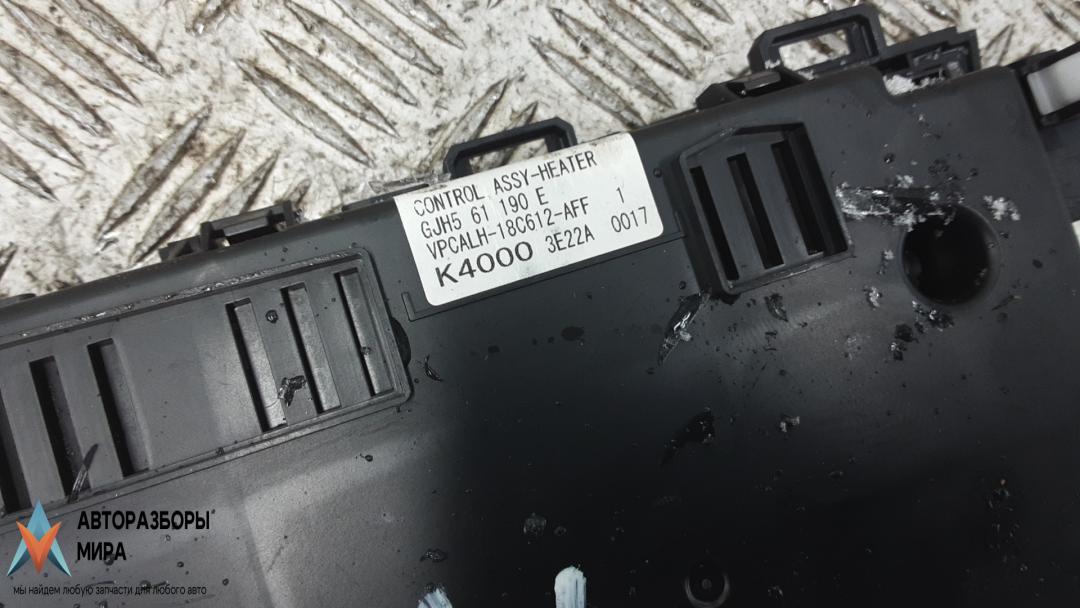 CONTROL ASSY-HEATER
GJH5 61 190 E 1
VPCALH-18C612-AFF
K4000 3E22A 0017
АВТОРАЗБОРЫ
МИРА
мы найдем любую запчасти для любого авто